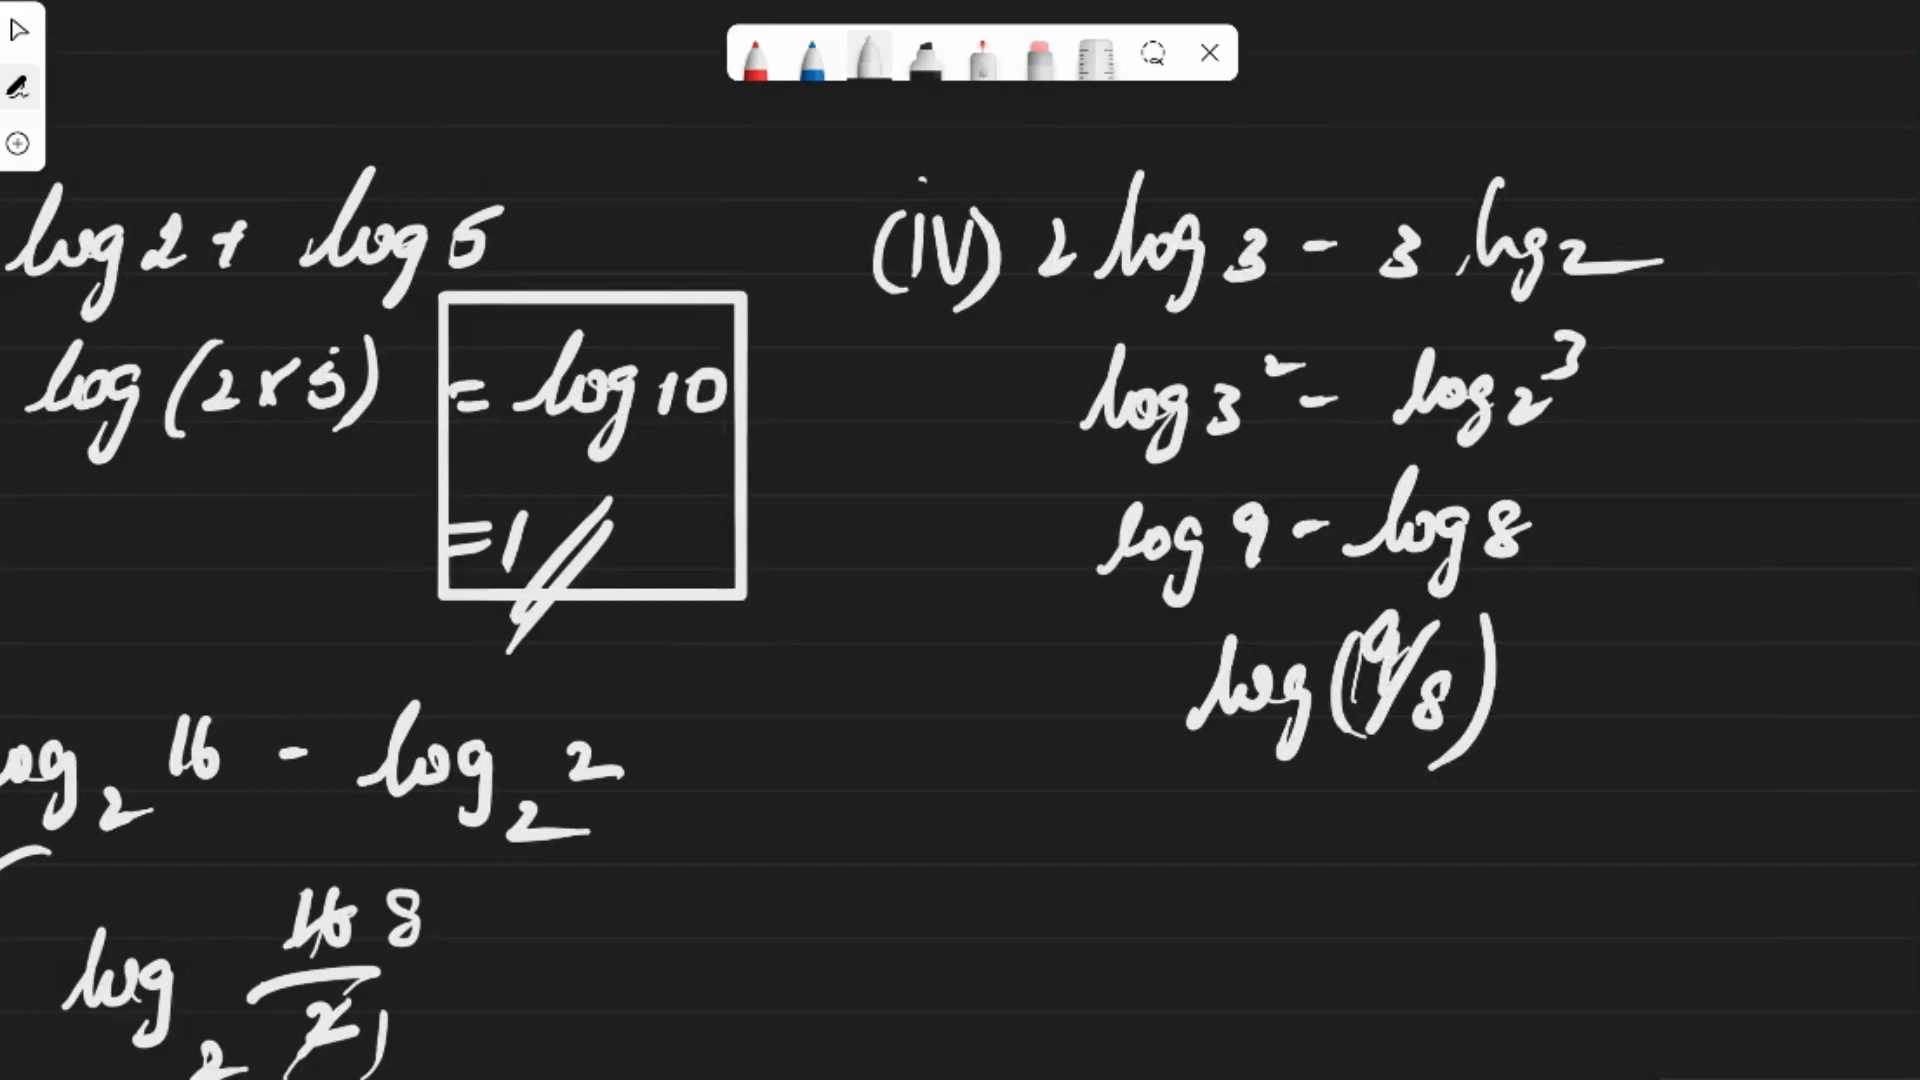 log 2 + log 5
log (2 x 5) = log 10
= 1
log₂ 16 - log₂ 2
log₂ 16 8 / 2 1
(iv) 2 log 3 - 3 log 2
log 3² - log 2³
log 9 - log 8
log (9/8)